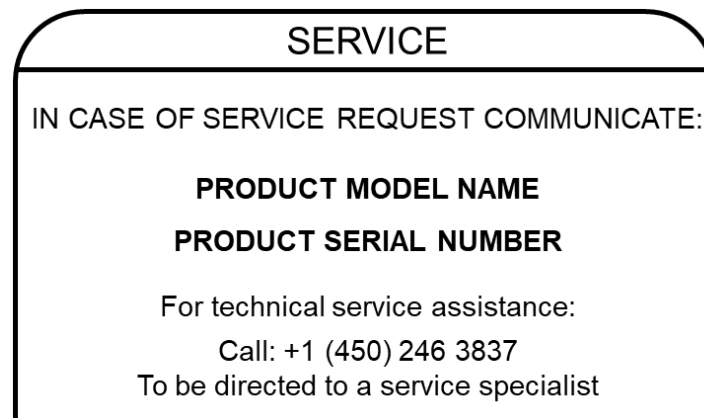 SERVICE
IN CASE OF SERVICE REQUEST COMMUNICATE:
PRODUCT MODEL NAME
PRODUCT SERIAL NUMBER
For technical service assistance:
Call: +1 (450) 246 3837
To be directed to a service specialist